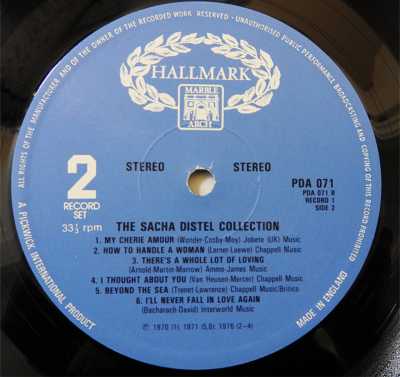 ALL RIGHTS OF THE MANUFACTURER AND OF THE OWNER OF THE RECORDED WORK RESERVED - UNAUTHORISED PUBLIC PERFORMANCE BROADCASTING AND COPYING OF THIS RECORD PROHIBITED
HALLMARK
MARBLE
ARCH
2
RECORD
SET
33⅓ rpm
STEREO STEREO
PDA 071
PDA 071 B
RECORD 1
SIDE 2
THE SACHA DISTEL COLLECTION
1. MY CHERIE AMOUR (Wonder-Cosby-Moy) Jobete (UK) Music
2. HOW TO HANDLE A WOMAN (Lerner-Loewe) Chappell Music
3. THERE'S A WHOLE LOT OF LOVING
(Arnold-Martin-Morrow) Ammo-James Music
4. I THOUGHT ABOUT YOU (Van Heusen-Mercer) Chappell Music
5. BEYOND THE SEA (Trenet-Lawrence) Chappell Music/Britico
6. I'LL NEVER FALL IN LOVE AGAIN
(Bacharach-David) Interworld Music
℗ 1970 (1), 1971 (5,6), 1976 (2-4)
A PICKWICK INTERNATIONAL PRODUCT
MADE IN ENGLAND